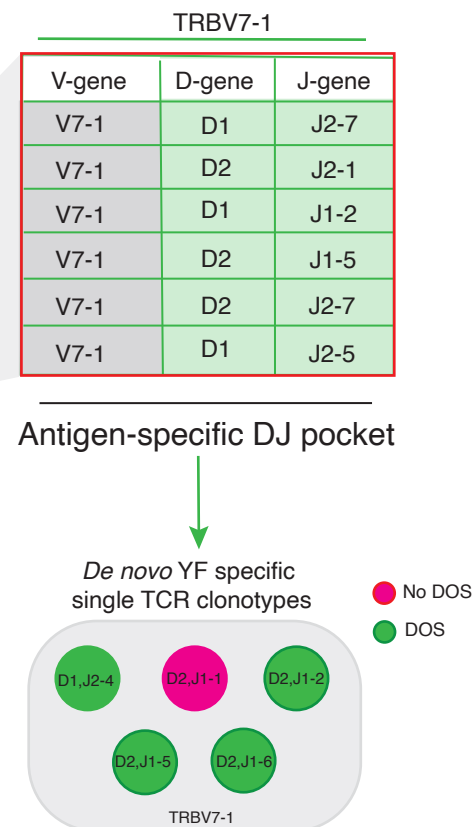 TRBV7-1
V-gene D-gene J-gene
V7-1 D1 J2-7
V7-1 D2 J2-1
V7-1 D1 J1-2
V7-1 D2 J1-5
V7-1 D2 J2-7
V7-1 D1 J2-5
Antigen-specific DJ pocket
De novo YF specific
single TCR clonotypes
No DOS
DOS
D1,J2-4 D2,J1-1 D2,J1-2
D2,J1-5 D2,J1-6
TRBV7-1